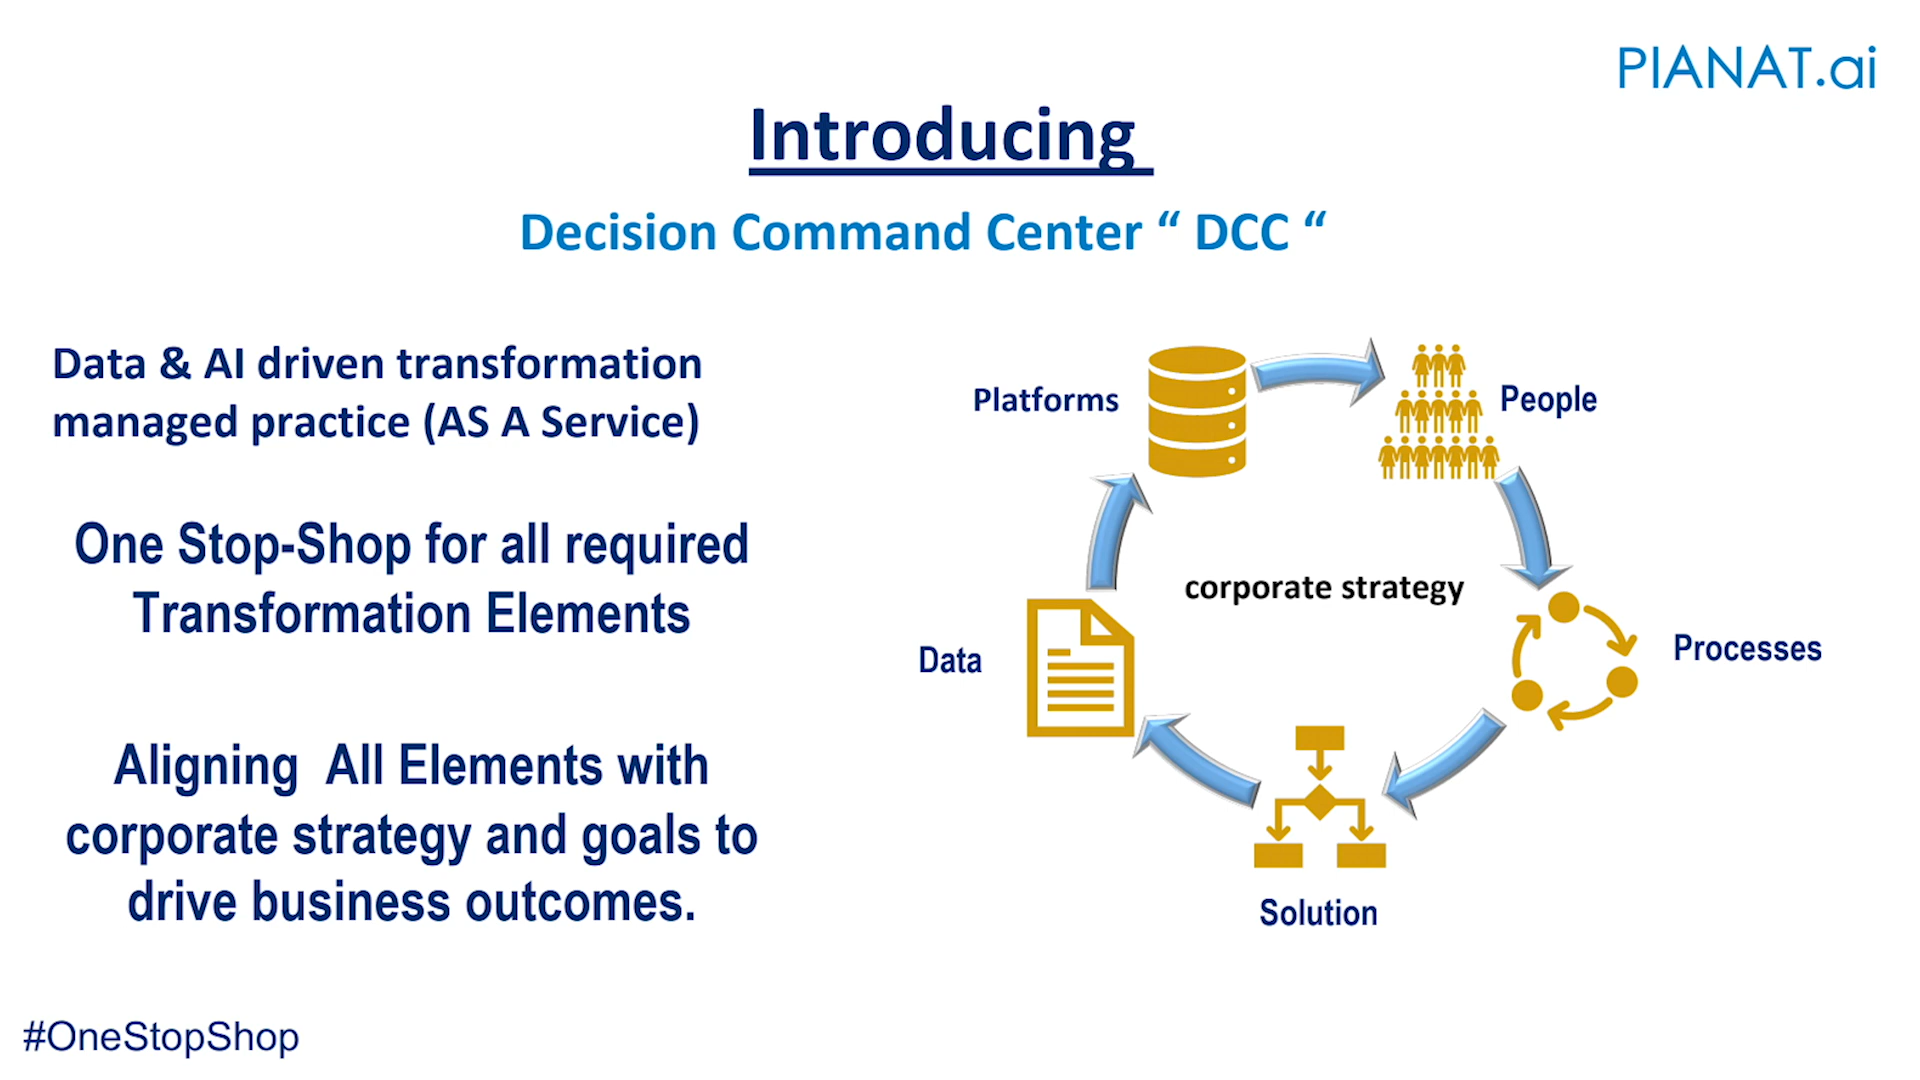 PIANAT.ai
Introducing
Decision Command Center “ DCC “
Data & AI driven transformation
managed practice (AS A Service)
One Stop-Shop for all required
Transformation Elements
Aligning All Elements with
corporate strategy and goals to
drive business outcomes.
Platforms
People
corporate strategy
Data
Processes
Solution
#OneStopShop